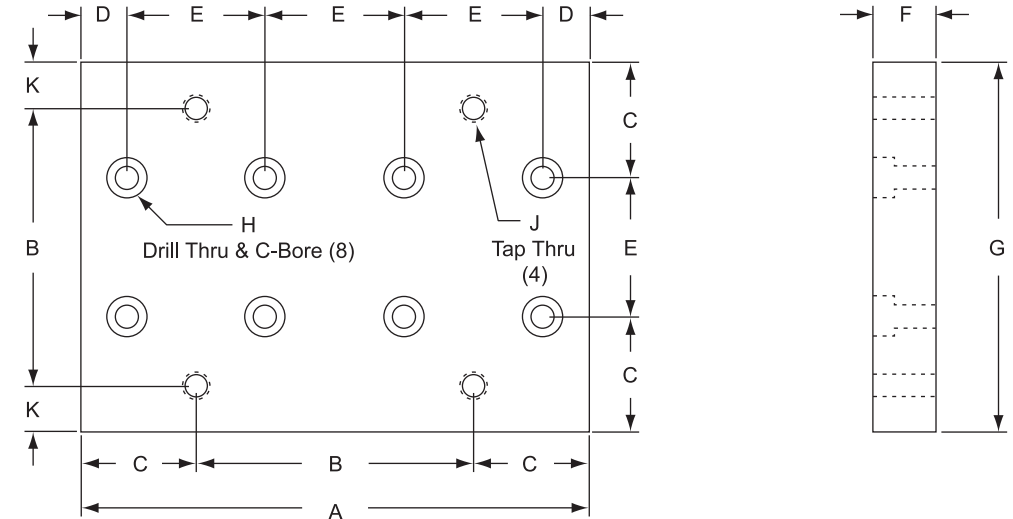 D E E E D F
K
C
H
Drill Thru & C-Bore (8)
J
Tap Thru
(4)
B
E
G
C
K
C B C
A